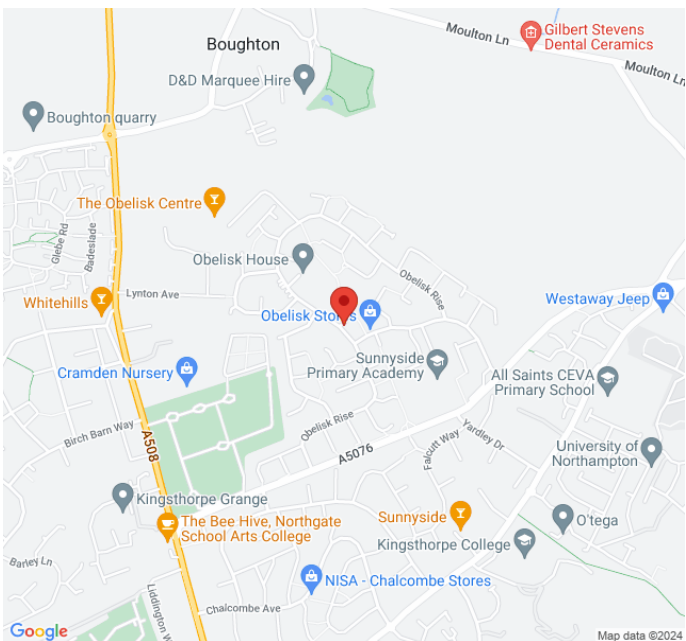 Boughton
Moulton Ln
Gilbert Stevens
Dental Ceramics
Moulton Ln
D&D Marquee Hire
Boughton quarry
The Obelisk Centre
Glebe Rd
Badeslade
Obelisk House
Obelisk Rise
Whitehills
Lynton Ave
Westaway Jeep
Obelisk Stores
Cramden Nursery
Sunnyside
Primary Academy
All Saints CEVA
Primary School
Birch Barn Way
A508
Obelisk Rise
A5076
Falcutt Way
Yardley Dr
University of
Northampton
Kingsthorpe Grange
The Bee Hive, Northgate
School Arts College
Sunnyside
O'tega
Kingsthorpe College
Barley Ln
Liddington W
NISA - Chalcombe Stores
Chalcombe Ave
Google
Map data ©2024